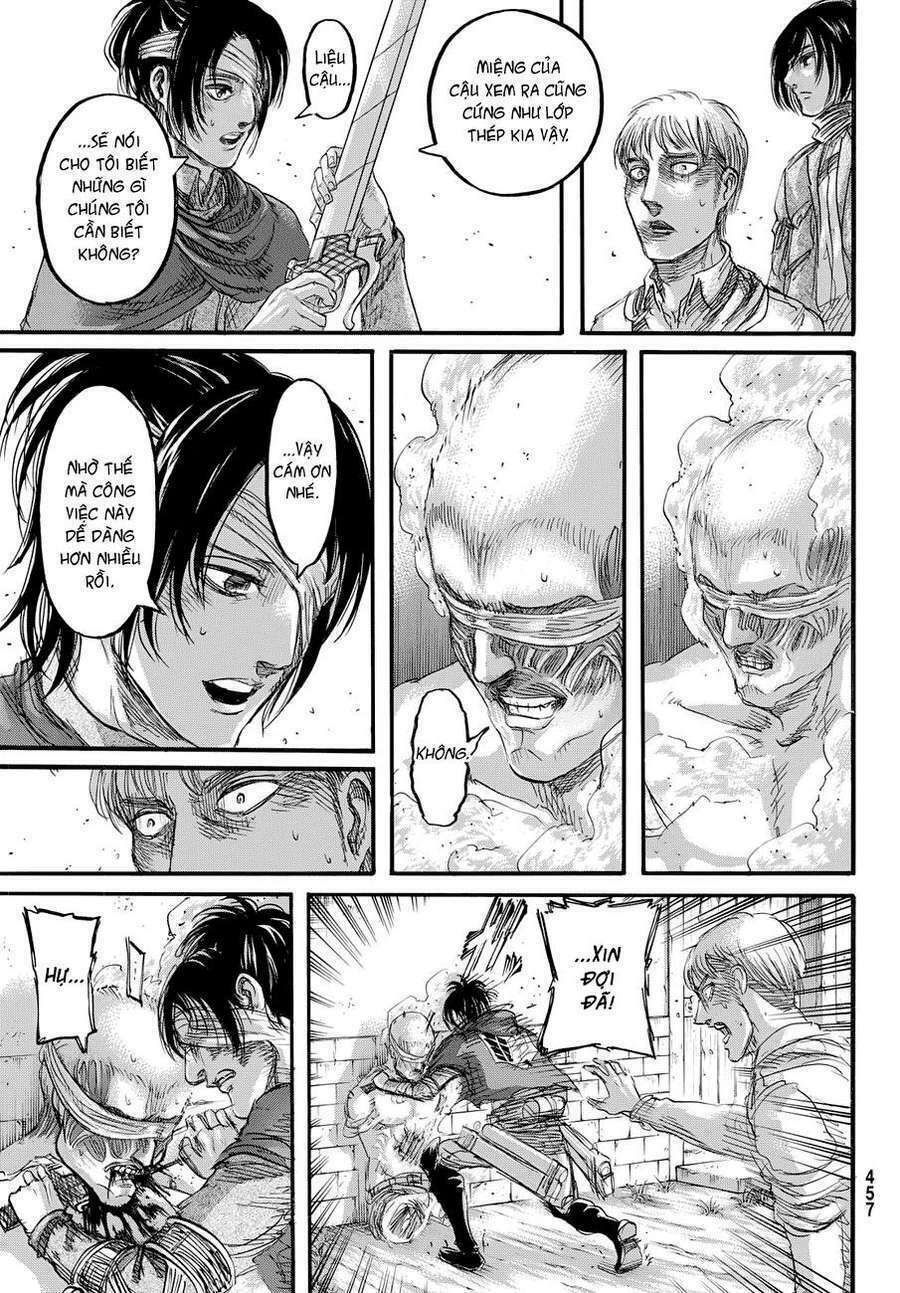 MIỆNG CỦA
CẬU XEM RA CŨNG
CỨNG NHƯ LỚP
THÉP KIA VẬY.
LIỆU
CẬU...
...SẼ NÓI
CHO TÔI BIẾT
NHỮNG GÌ
CHÚNG TÔI
CẦN BIẾT
KHÔNG?
KHÔNG.
...VẬY
CÁM ƠN
NHÉ.
NHỜ THẾ
MÀ CÔNG
VIỆC NÀY
DỄ DÀNG
HƠN NHIỀU
RỒI.
...XIN
ĐỢI
ĐÃ!
...
HỰ...
457